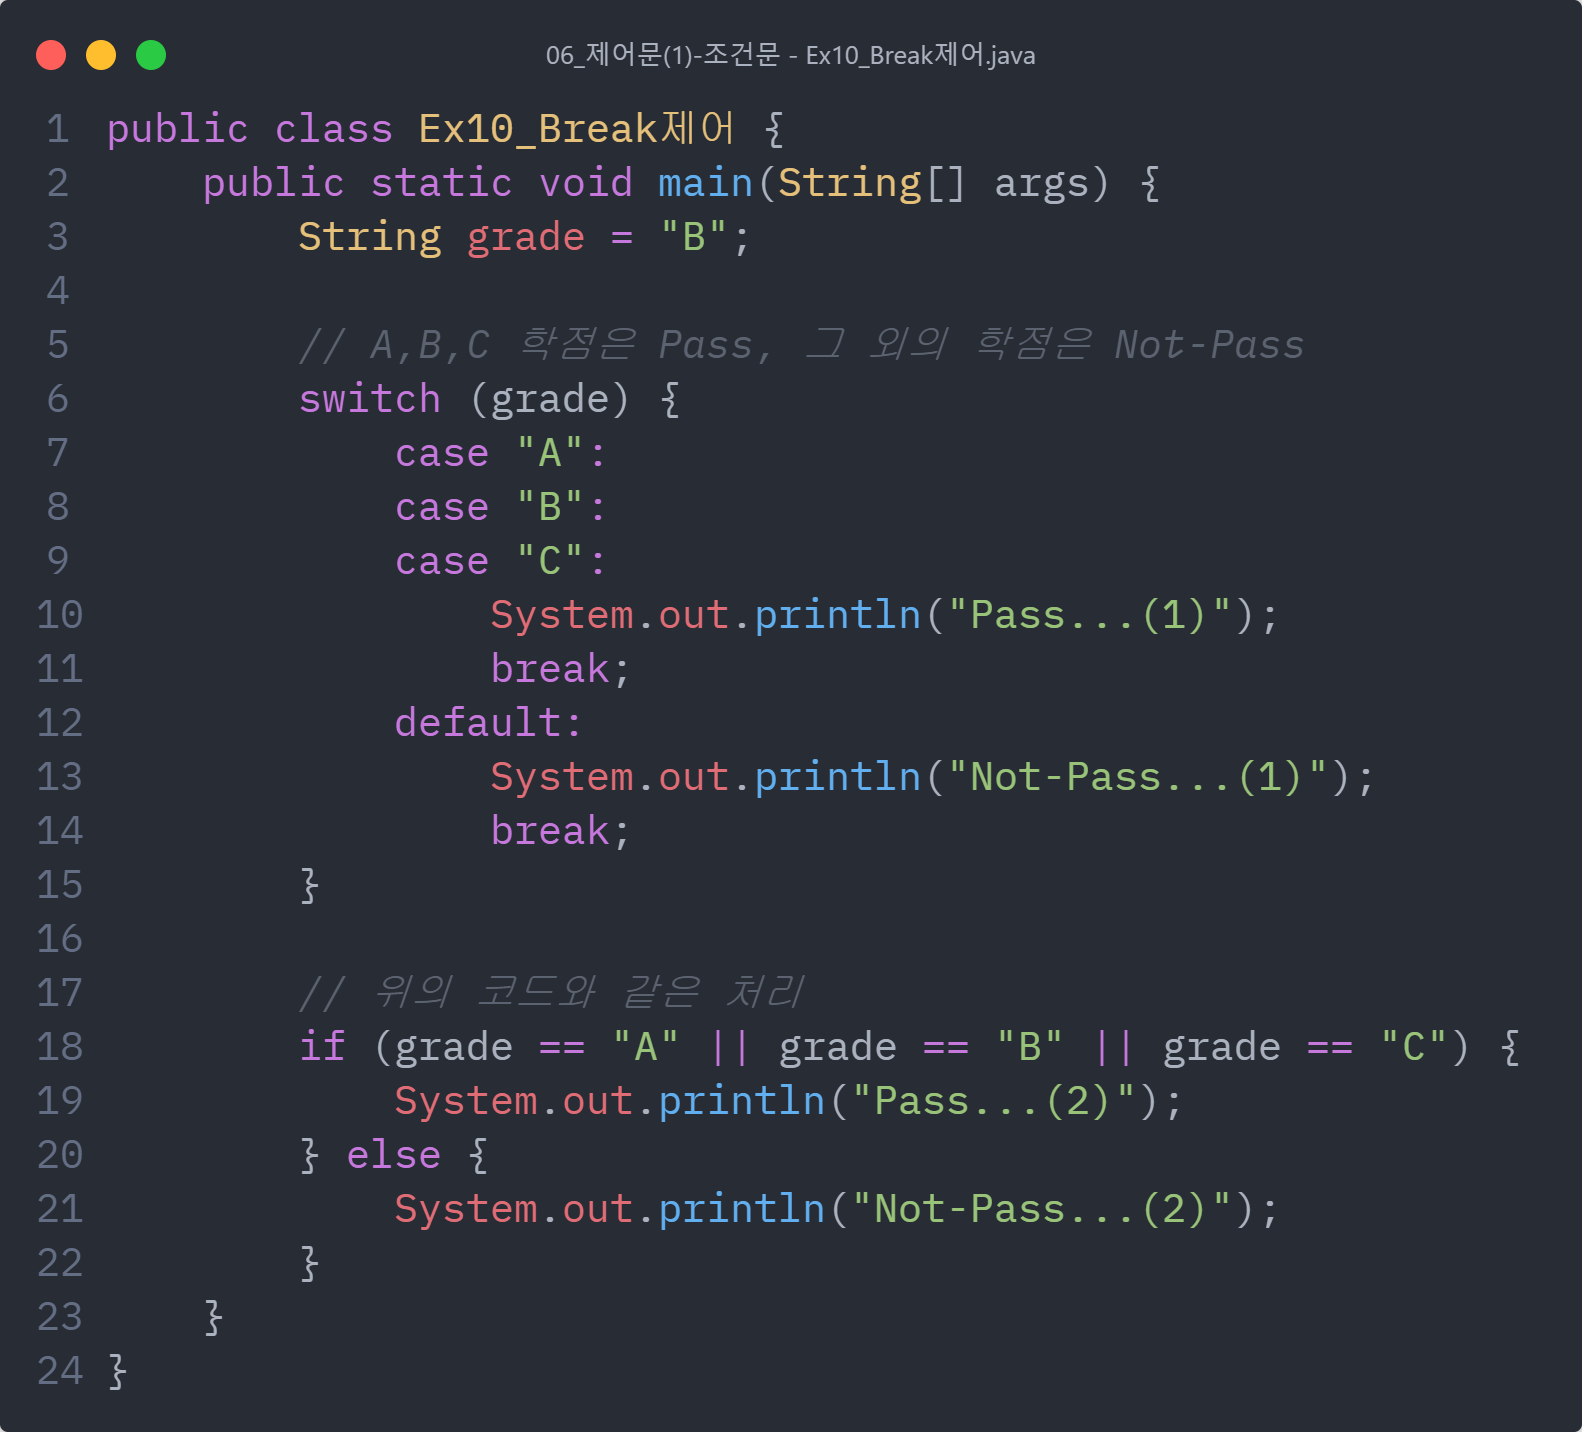 06_제어문(1)-조건문 - Ex10_Break제어.java
1 public class Ex10_Break제어 {
2     public static void main(String[] args) {
3         String grade = "B";
4
5         // A,B,C 학점은 Pass, 그 외의 학점은 Not-Pass
6         switch (grade) {
7             case "A":
8             case "B":
9             case "C":
10                 System.out.println("Pass...(1)");
11                 break;
12             default:
13                 System.out.println("Not-Pass...(1)");
14                 break;
15         }
16
17         // 위의 코드와 같은 처리
18         if (grade == "A" || grade == "B" || grade == "C") {
19             System.out.println("Pass...(2)");
20         } else {
21             System.out.println("Not-Pass...(2)");
22         }
23     }
24 }